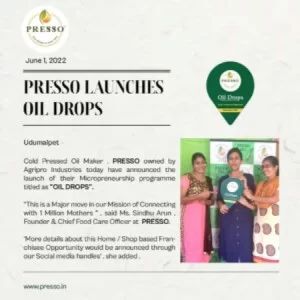 PRESSO®
June 1, 2022
PRESSO LAUNCHES
OIL DROPS
PRESSO
Oil Drops
Udumalpet
Cold Pressed Oil Maker . PRESSO owned by
Agripro Industries today have announced the
launch of their Micropreneurship programme
titled as "OIL DROPS".
"This is a Major move in our Mission of Connecting
with 1 Million Mothers " , said Ms. Sindhu Arun .
Founder & Chief Food Care Officer at PRESSO.
'More details about this Home / Shop based Fran-
chisees Opportunity would be announced through
our Social media handles' . she added .
www.presso.in